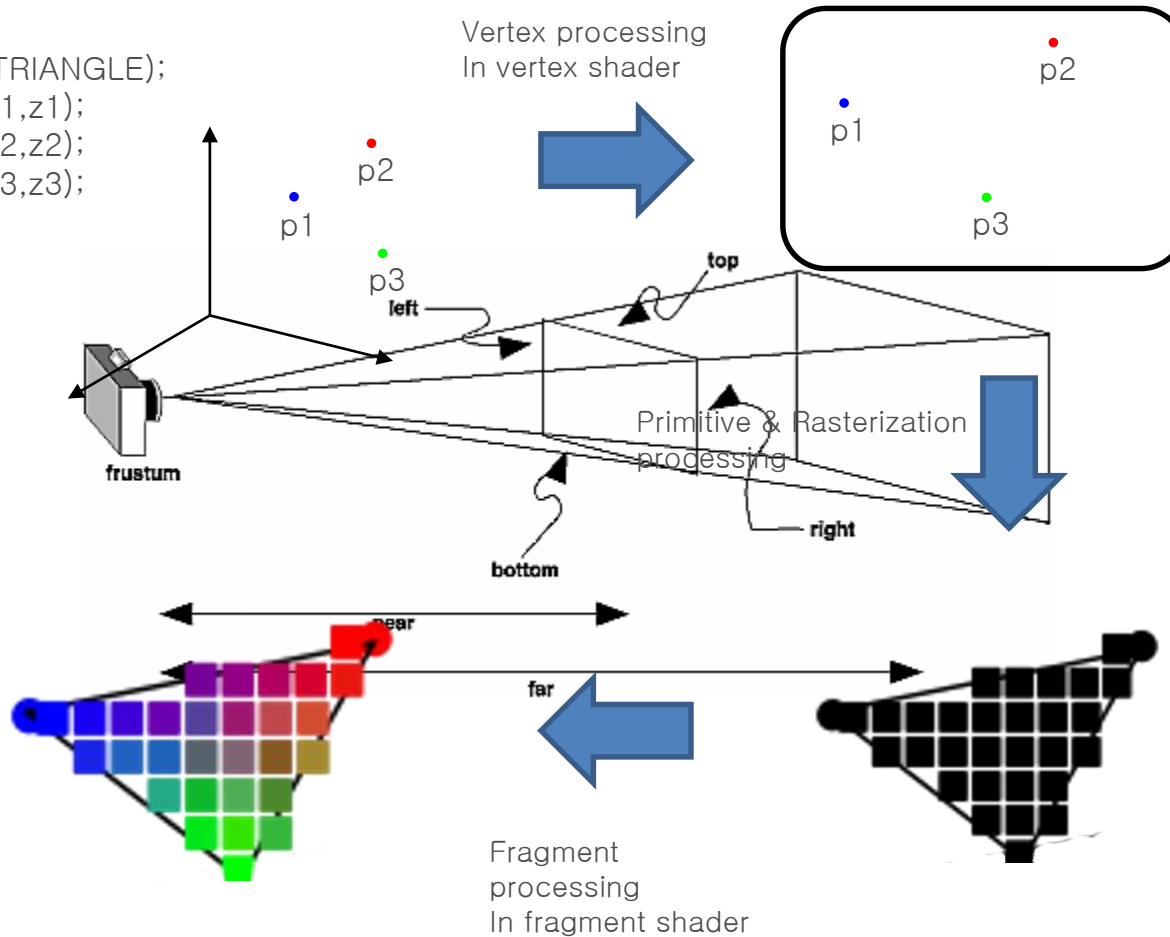 TRIANGLE);
1,z1);
2,z2);
3,z3);
Vertex processing
In vertex shader
p2
p1
p3
p2
p1
p3
top
left
frustum
Primitive & Rasterization
processing
right
bottom
near
far
Fragment
processing
In fragment shader